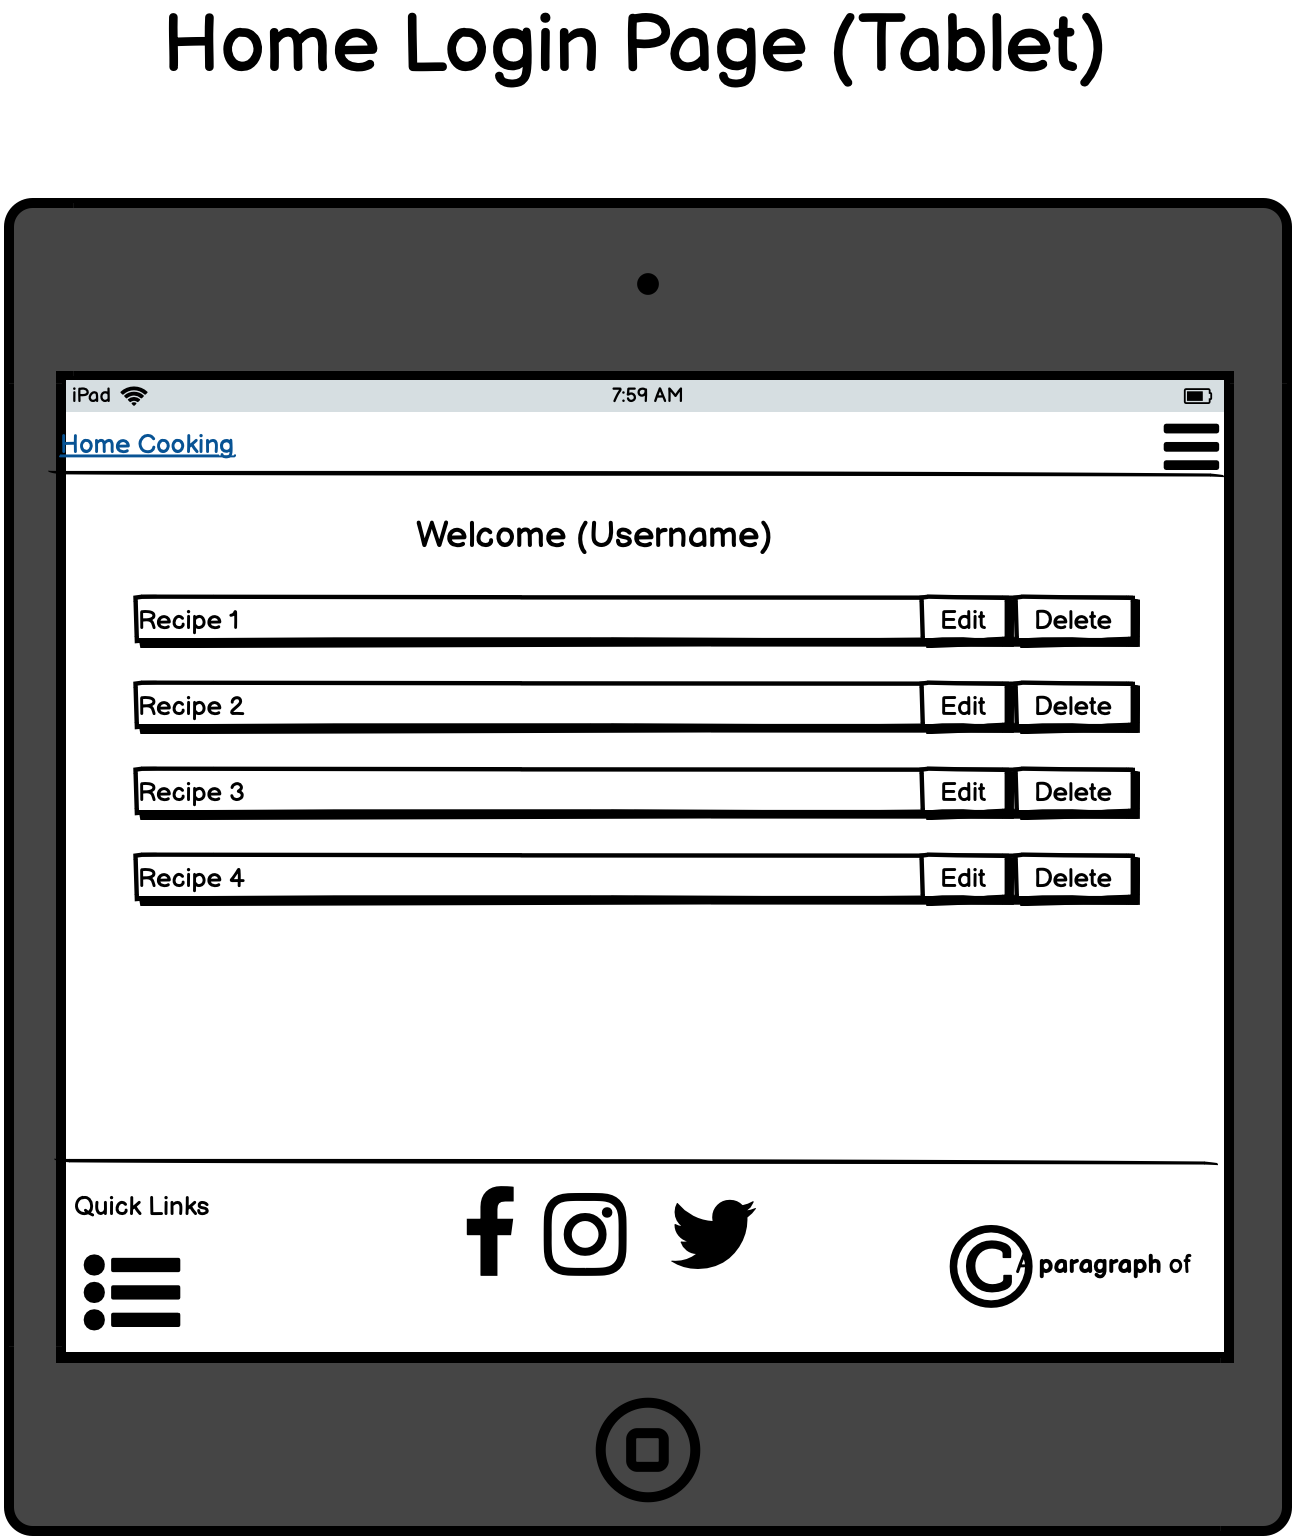 Home Login Page (Tablet)
iPad 7:59 AM
Home Cooking
Welcome (Username)
Recipe 1 Edit Delete
Recipe 2 Edit Delete
Recipe 3 Edit Delete
Recipe 4 Edit Delete
Quick Links
© A paragraph of